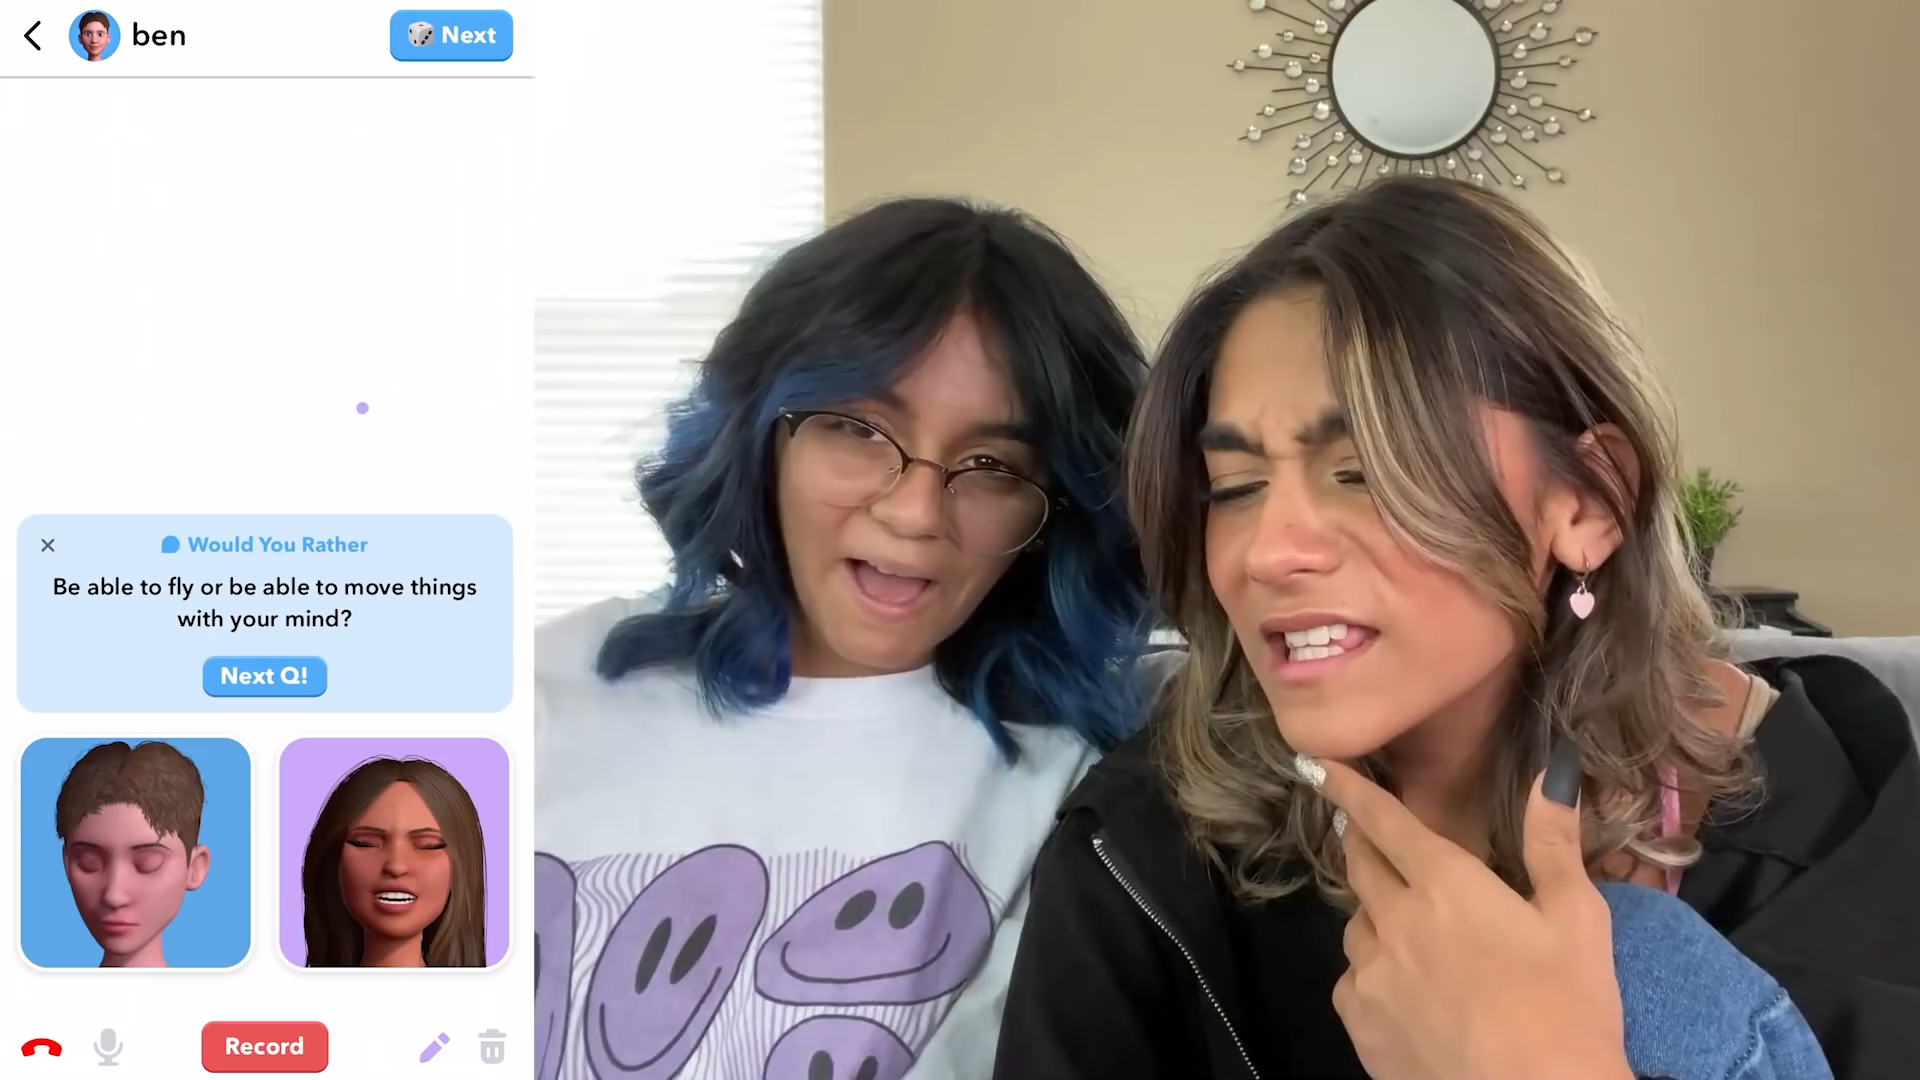 ben
Next
Would You Rather
Be able to fly or be able to move things
with your mind?
Next Q!
Record